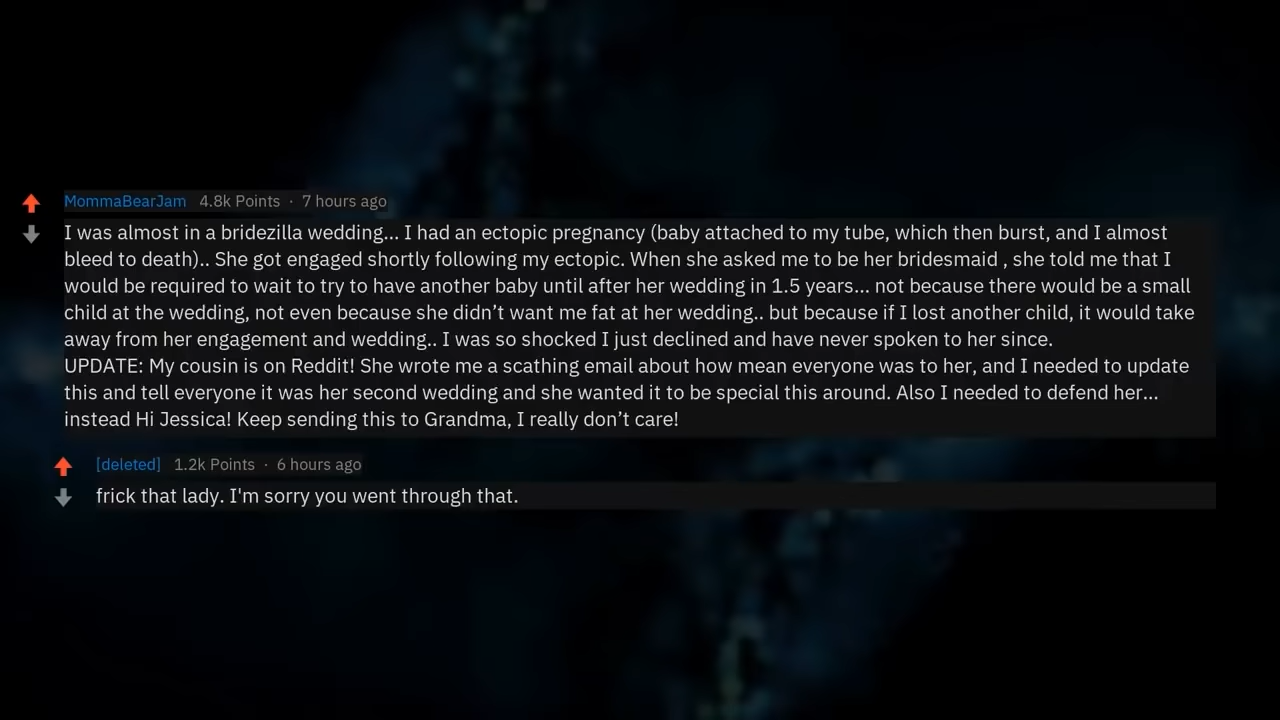 MommaBearJam 4.8k Points · 7 hours ago
I was almost in a bridezilla wedding... I had an ectopic pregnancy (baby attached to my tube, which then burst, and I almost
bleed to death).. She got engaged shortly following my ectopic. When she asked me to be her bridesmaid , she told me that I
would be required to wait to try to have another baby until after her wedding in 1.5 years... not because there would be a small
child at the wedding, not even because she didn’t want me fat at her wedding.. but because if I lost another child, it would take
away from her engagement and wedding.. I was so shocked I just declined and have never spoken to her since.
UPDATE: My cousin is on Reddit! She wrote me a scathing email about how mean everyone was to her, and I needed to update
this and tell everyone it was her second wedding and she wanted it to be special this around. Also I needed to defend her...
instead Hi Jessica! Keep sending this to Grandma, I really don’t care!
[deleted] 1.2k Points · 6 hours ago
frick that lady. I'm sorry you went through that.